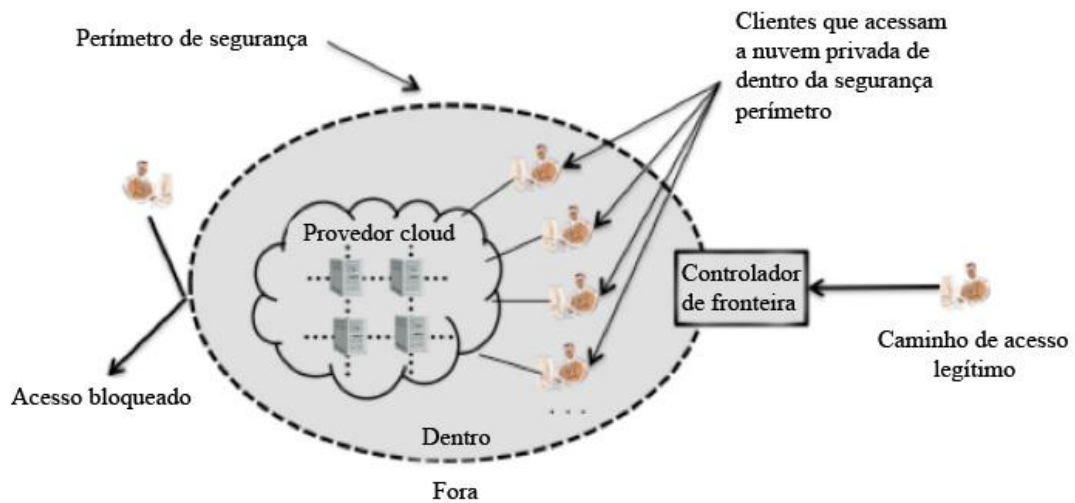 Perímetro de segurança
Clientes que acessam
a nuvem privada de
dentro da segurança
perímetro
Provedor cloud
Controlador
de fronteira
Caminho de acesso
legítimo
Acesso bloqueado
. . .
Dentro
Fora